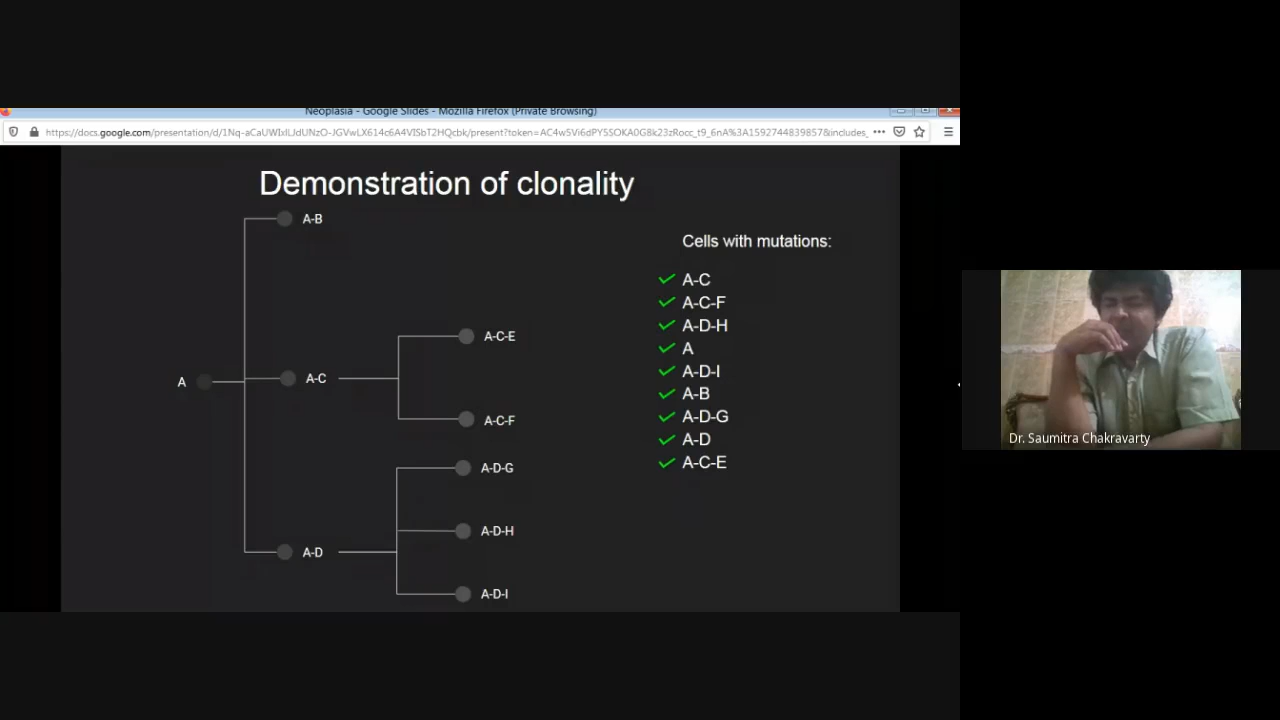 Neoplasia - Google Slides - Mozilla Firefox (Private Browsing)
Demonstration of clonality
A-B
A-C-E
A
A-C
A-C-F
A-D-G
A-D-H
A-D
A-D-I
Cells with mutations:
A-C
A-C-F
A-D-H
A
A-D-I
A-B
A-D-G
A-D
A-C-E
Dr. Saumitra Chakravarty